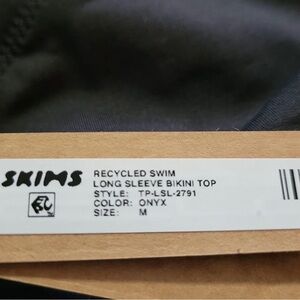 SKIMS
RECYCLED SWIM
LONG SLEEVE BIKINI TOP
STYLE: TP-LSL-2791
COLOR: ONYX
SIZE: M